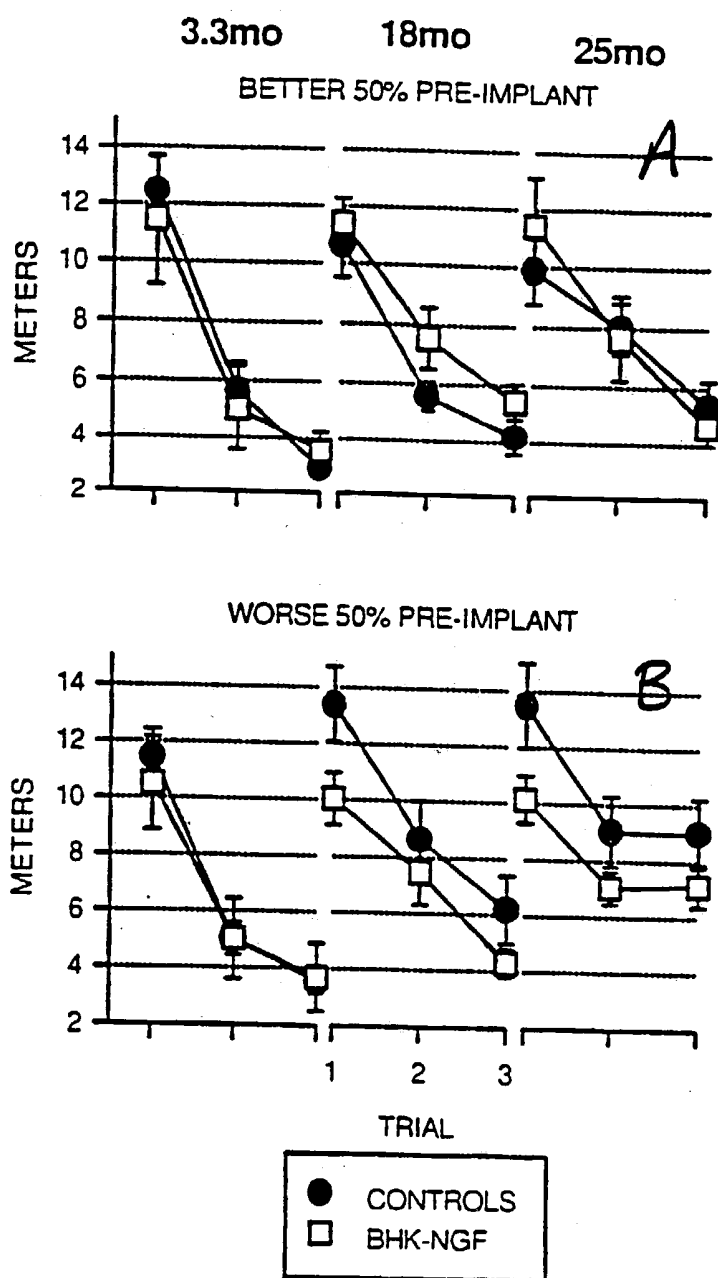 3.3mo 18mo 25mo
BETTER 50% PRE-IMPLANT
A
METERS
14
12
10
8
6
4
2
WORSE 50% PRE-IMPLANT
B
METERS
14
12
10
8
6
4
2
1 2 3
TRIAL
CONTROLS
BHK-NGF